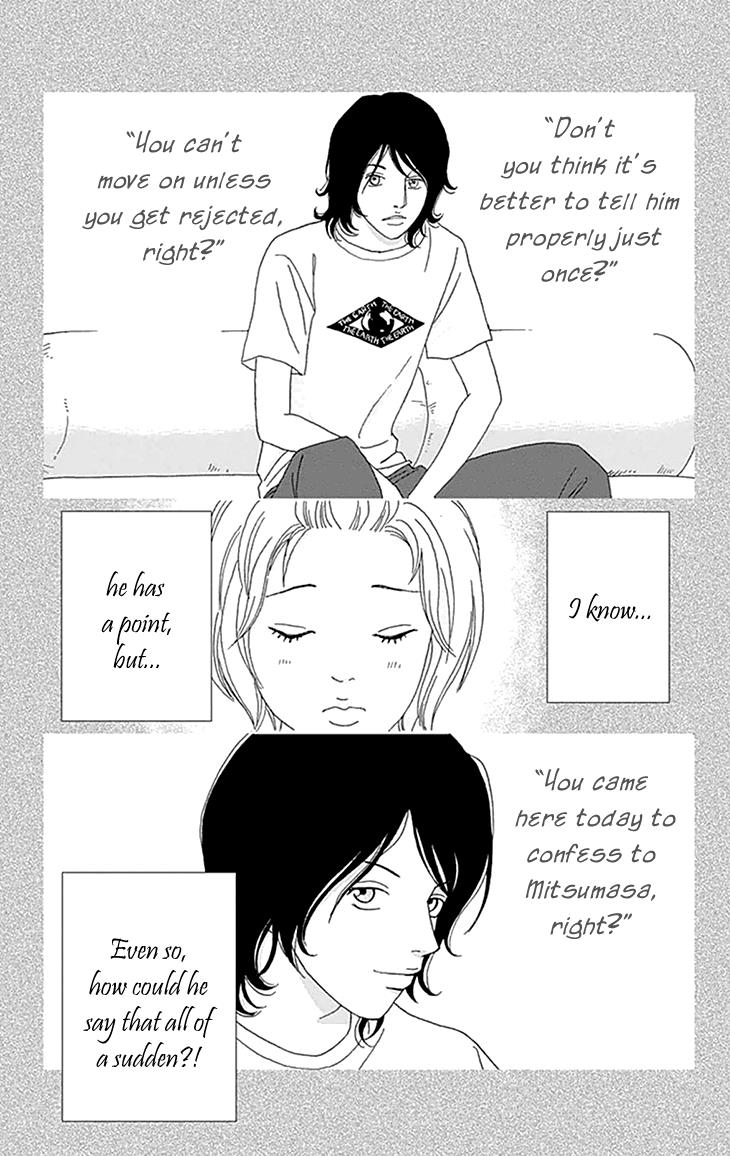 “Don't
you think it's
better to tell him
properly just
once?”
“You can't
move on unless
you get rejected,
right?”
THE EARTH THE EARTH
THE EARTH THE EARTH
I know...
he has
a point,
but...
“You came
here today to
confess to
Mitsumasa,
right?”
Even so,
how could he
say that all of
a sudden?!